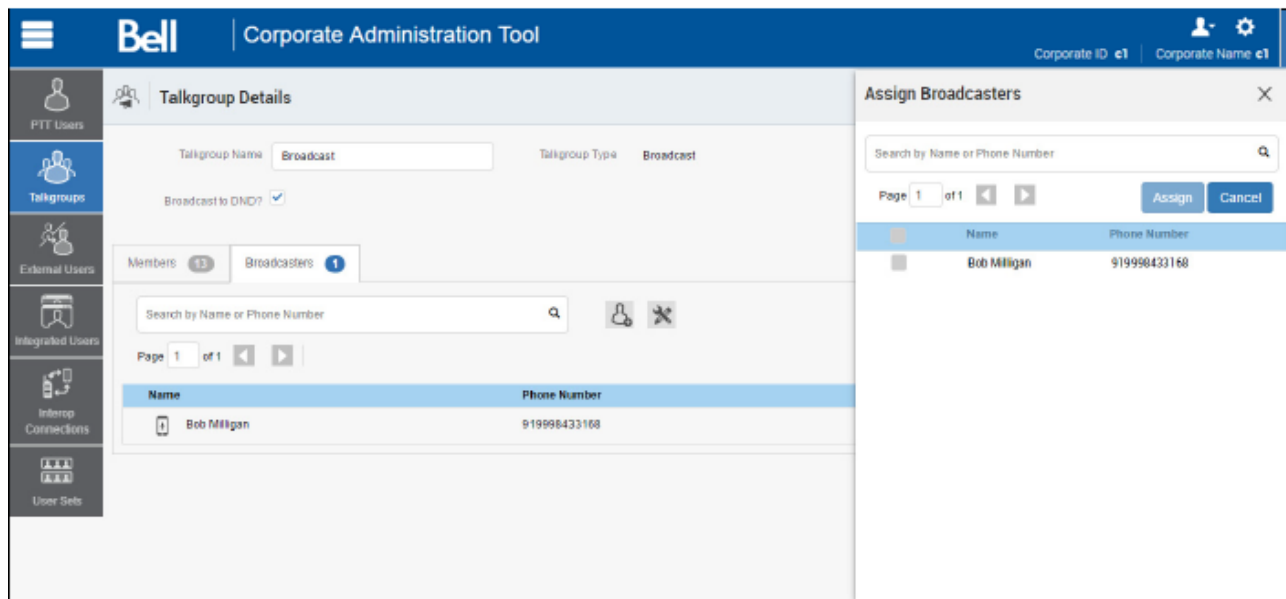 Bell
Corporate Administration Tool
Corporate ID c1
Corporate Name c1
PTT Users
Talkgroups
External Users
Integrated Users
Interop
Connections
User Sets
Talkgroup Details
Talkgroup Name Broadcast
Talkgroup Type Broadcast
Broadcast to DND?
Members 13
Broadcasters 1
Search by Name or Phone Number
Page 1 of 1
Name Phone Number
Bob Milligan 919998433168
Assign Broadcasters
Search by Name or Phone Number
Page 1 of 1
Assign Cancel
Name Phone Number
Bob Milligan 919998433168